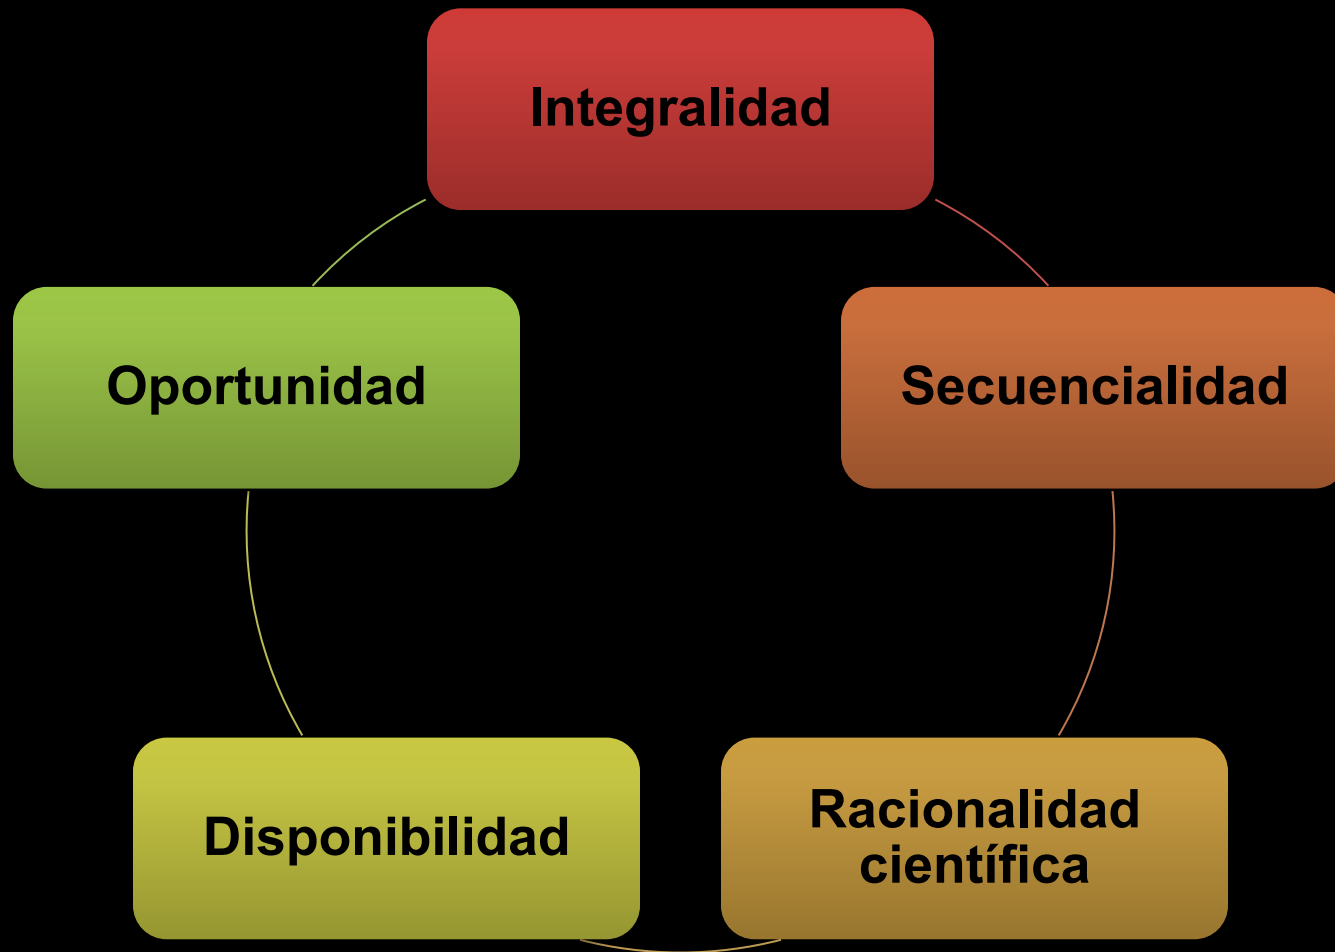 Integralidad
Oportunidad
Secuencialidad
Disponibilidad
Racionalidad
científica